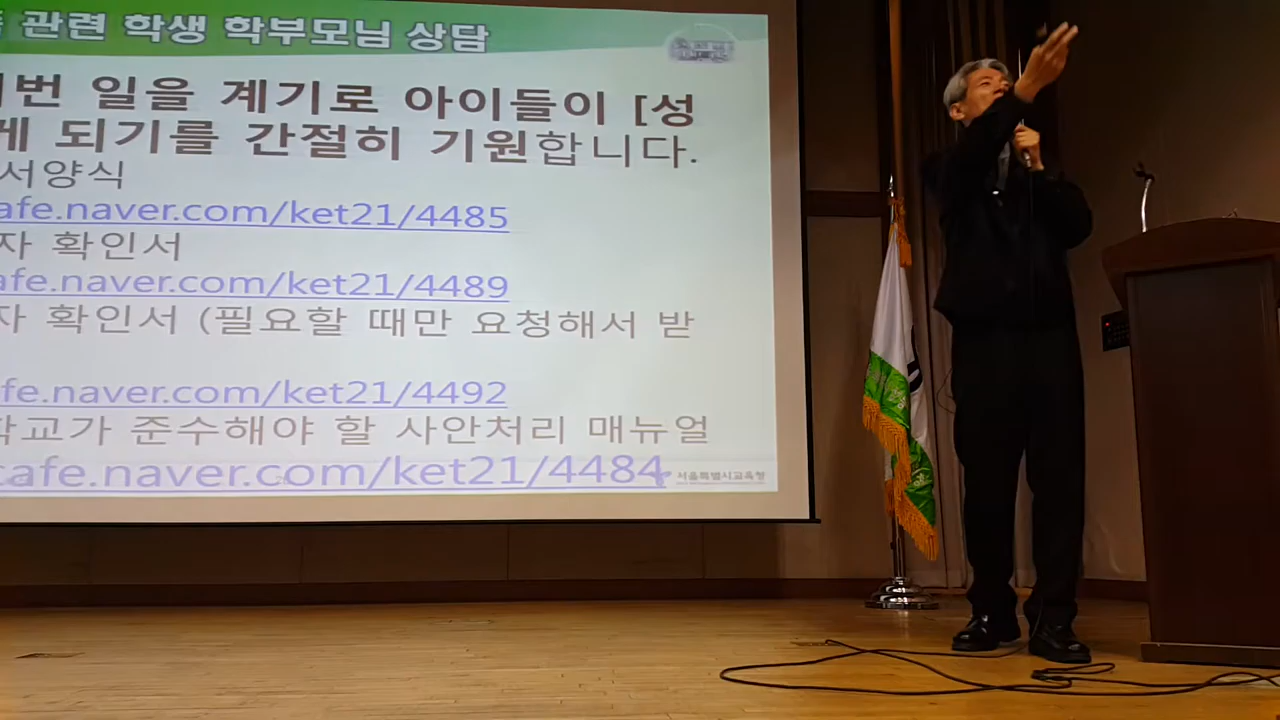 관련 학생 학부모님 상담
이번 일을 계기로 아이들이 [성
게 되기를 간절히 기원합니다.
서양식
afe.naver.com/ket21/4485
자 확인서
afe.naver.com/ket21/4489
자 확인서 (필요할 때만 요청해서 받
afe.naver.com/ket21/4492
학교가 준수해야 할 사안처리 매뉴얼
cafe.naver.com/ket21/4484
서울특별시교육청